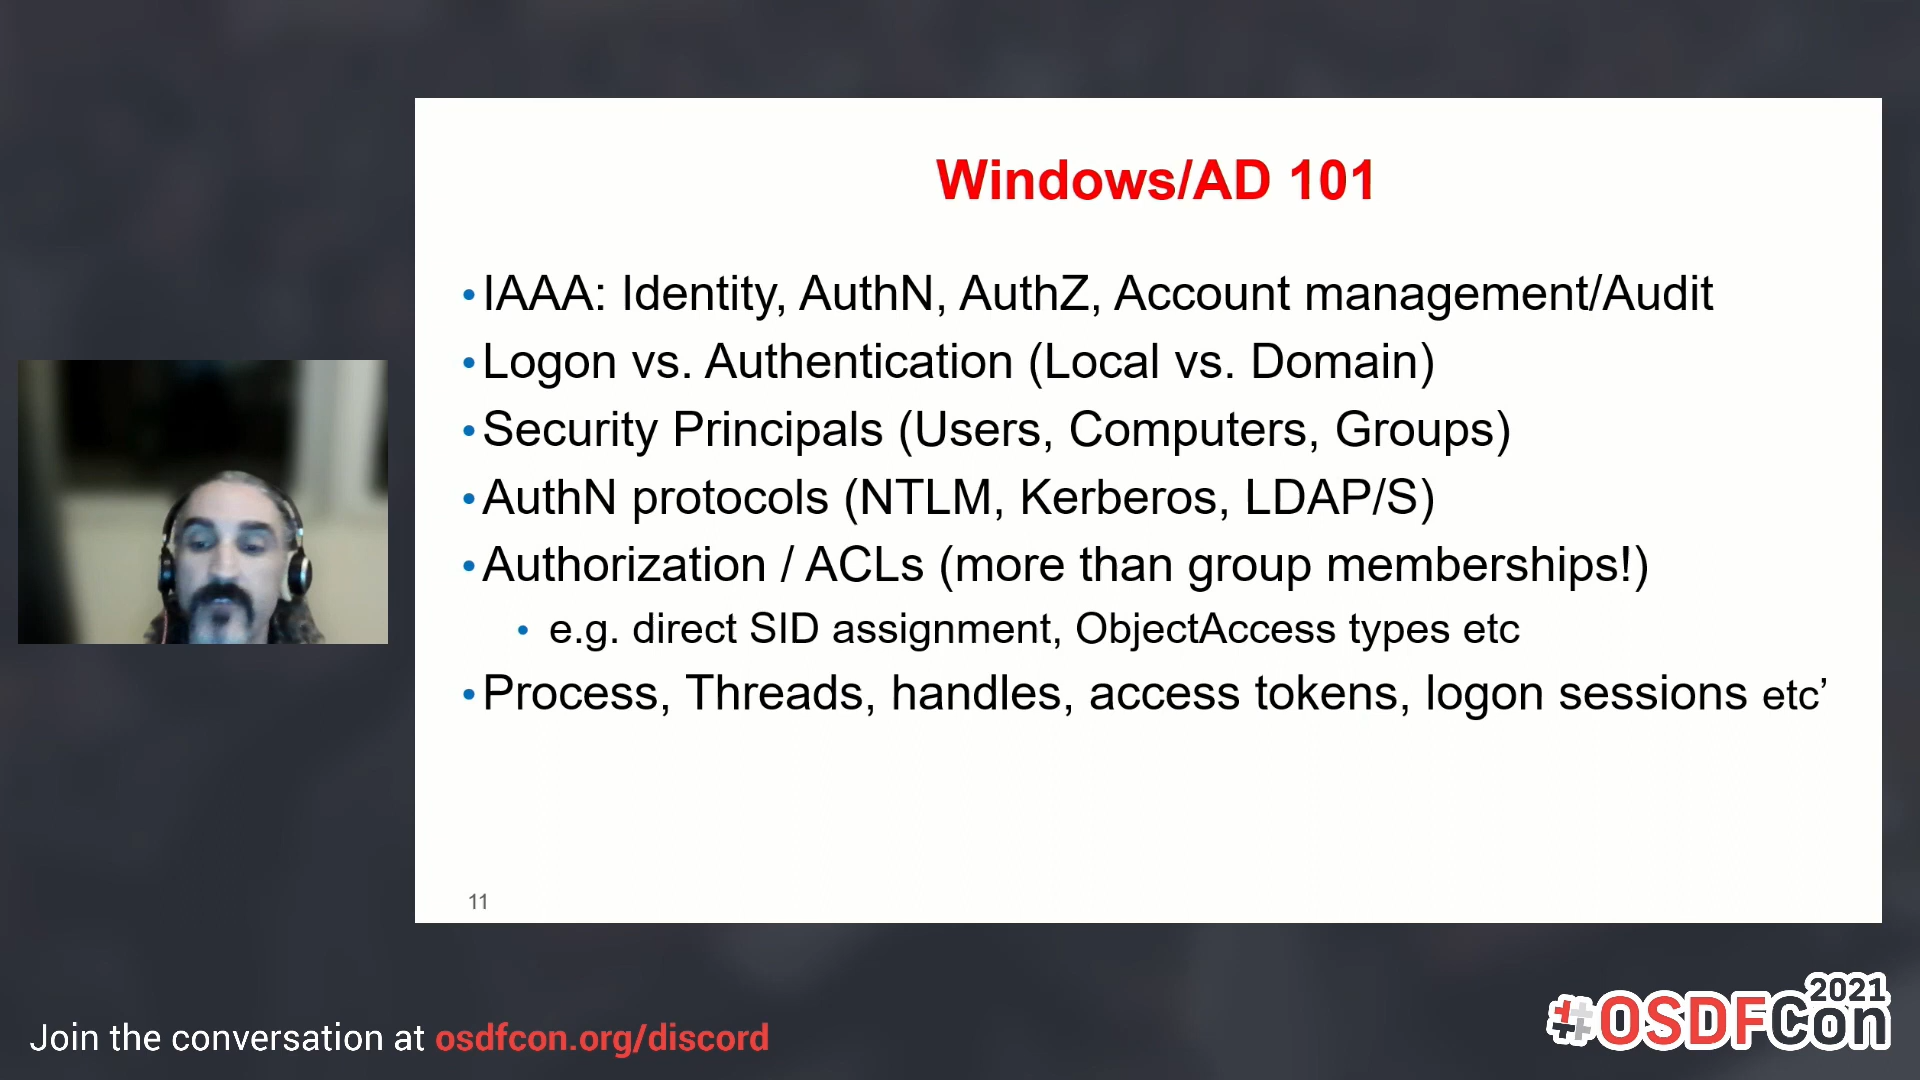 Windows/AD 101
•IAAA: Identity, AuthN, AuthZ, Account management/Audit
•Logon vs. Authentication (Local vs. Domain)
•Security Principals (Users, Computers, Groups)
•AuthN protocols (NTLM, Kerberos, LDAP/S)
•Authorization / ACLs (more than group memberships!)
• e.g. direct SID assignment, ObjectAccess types etc
•Process, Threads, handles, access tokens, logon sessions etc’
11
Join the conversation at osdfcon.org/discord
2021
#OSDFCon